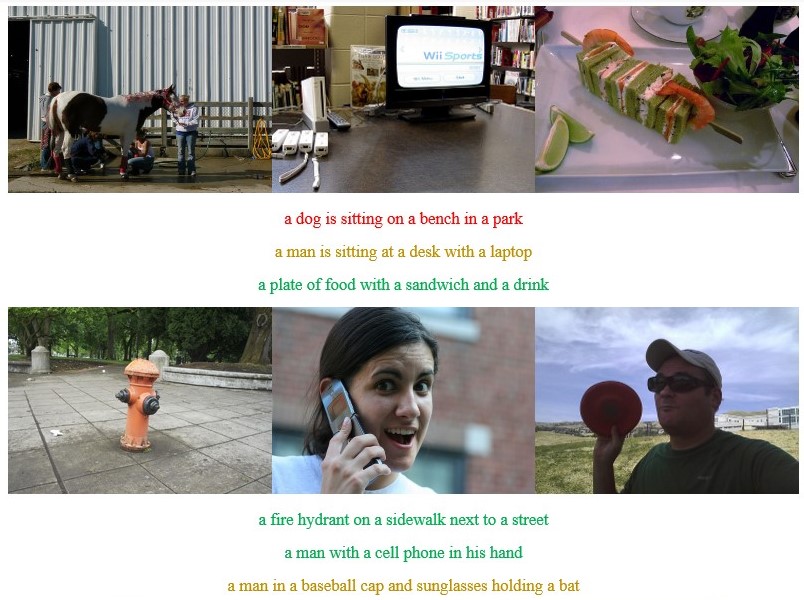 Wii Sports
a dog is sitting on a bench in a park
a man is sitting at a desk with a laptop
a plate of food with a sandwich and a drink
a fire hydrant on a sidewalk next to a street
a man with a cell phone in his hand
a man in a baseball cap and sunglasses holding a bat